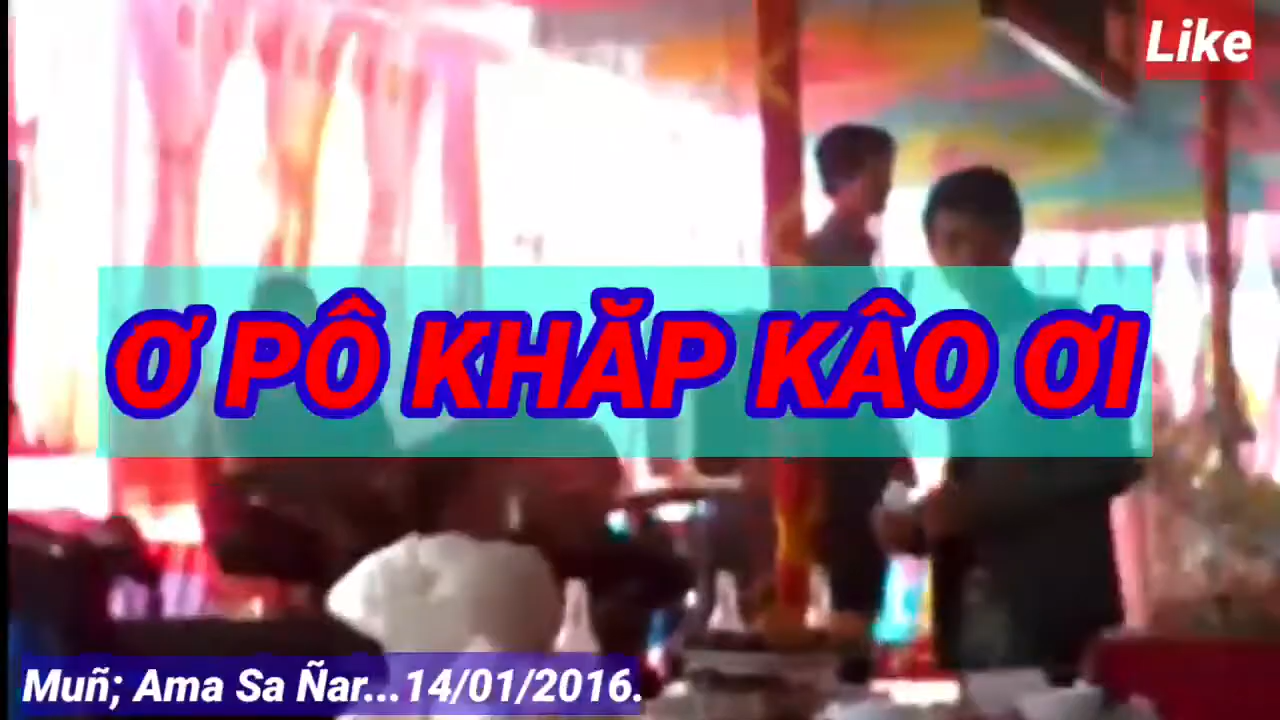 Like
Ơ PÔ KHĂP KÂO ƠI
Muñ; Ama Sa Ñar...14/01/2016.